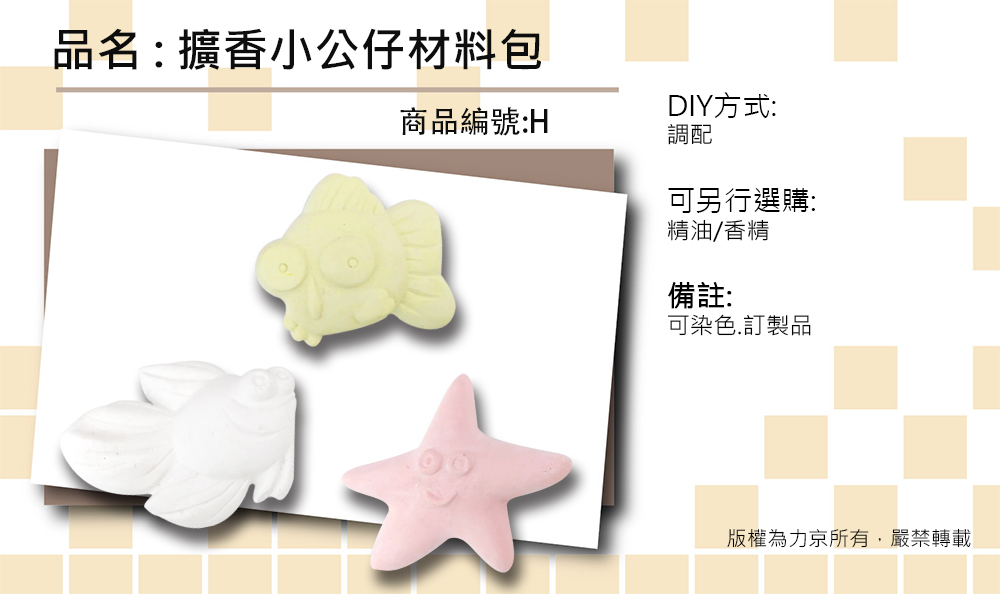 品名 : 擴香小公仔材料包
商品編號:H
DIY方式:
調配
可另行選購:
精油/香精
備註:
可染色.訂製品
版權為力京所有，嚴禁轉載